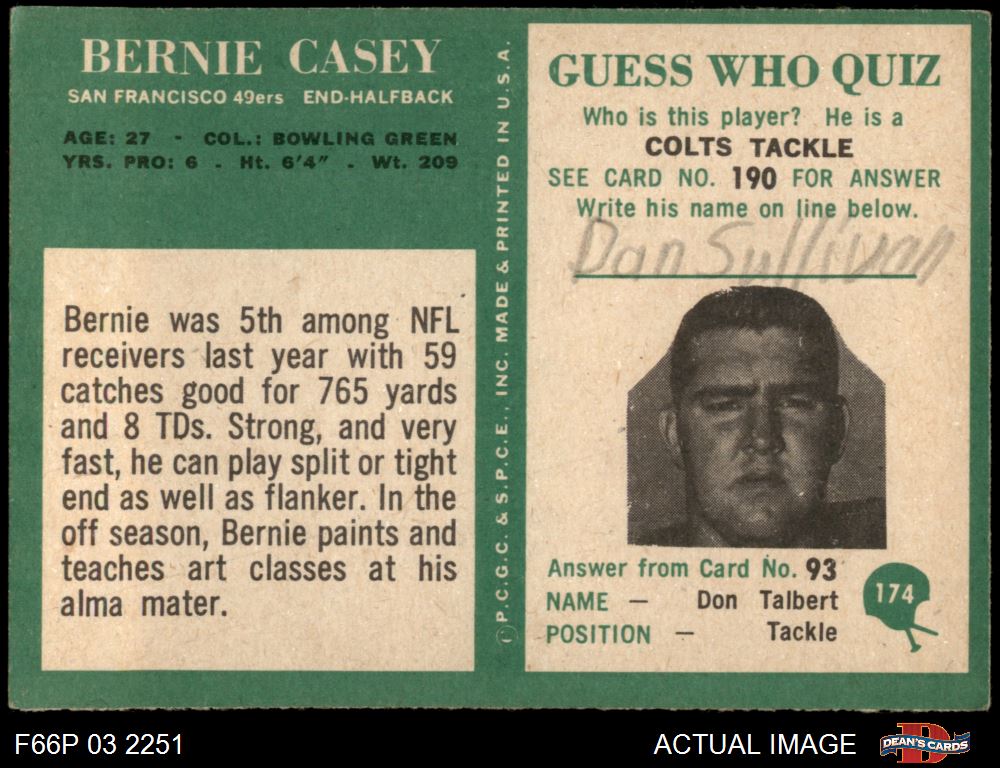 BERNIE CASEY
SAN FRANCISCO 49ers END-HALFBACK
AGE: 27 - COL.: BOWLING GREEN
YRS. PRO: 6 - Ht. 6'4" - Wt. 209
Bernie was 5th among NFL
receivers last year with 59
catches good for 765 yards
and 8 TDs. Strong, and very
fast, he can play split or tight
end as well as flanker. In the
off season, Bernie paints and
teaches art classes at his
alma mater.
© P.C.G.C. & S.P.C.E., INC. MADE & PRINTED IN U.S.A.
GUESS WHO QUIZ
Who is this player? He is a
COLTS TACKLE
SEE CARD NO. 190 FOR ANSWER
Write his name on line below.
Dan Sullivan
Answer from Card No. 93
NAME — Don Talbert
POSITION — Tackle
174
F66P 03 2251
ACTUAL IMAGE
DEAN'S CARDS